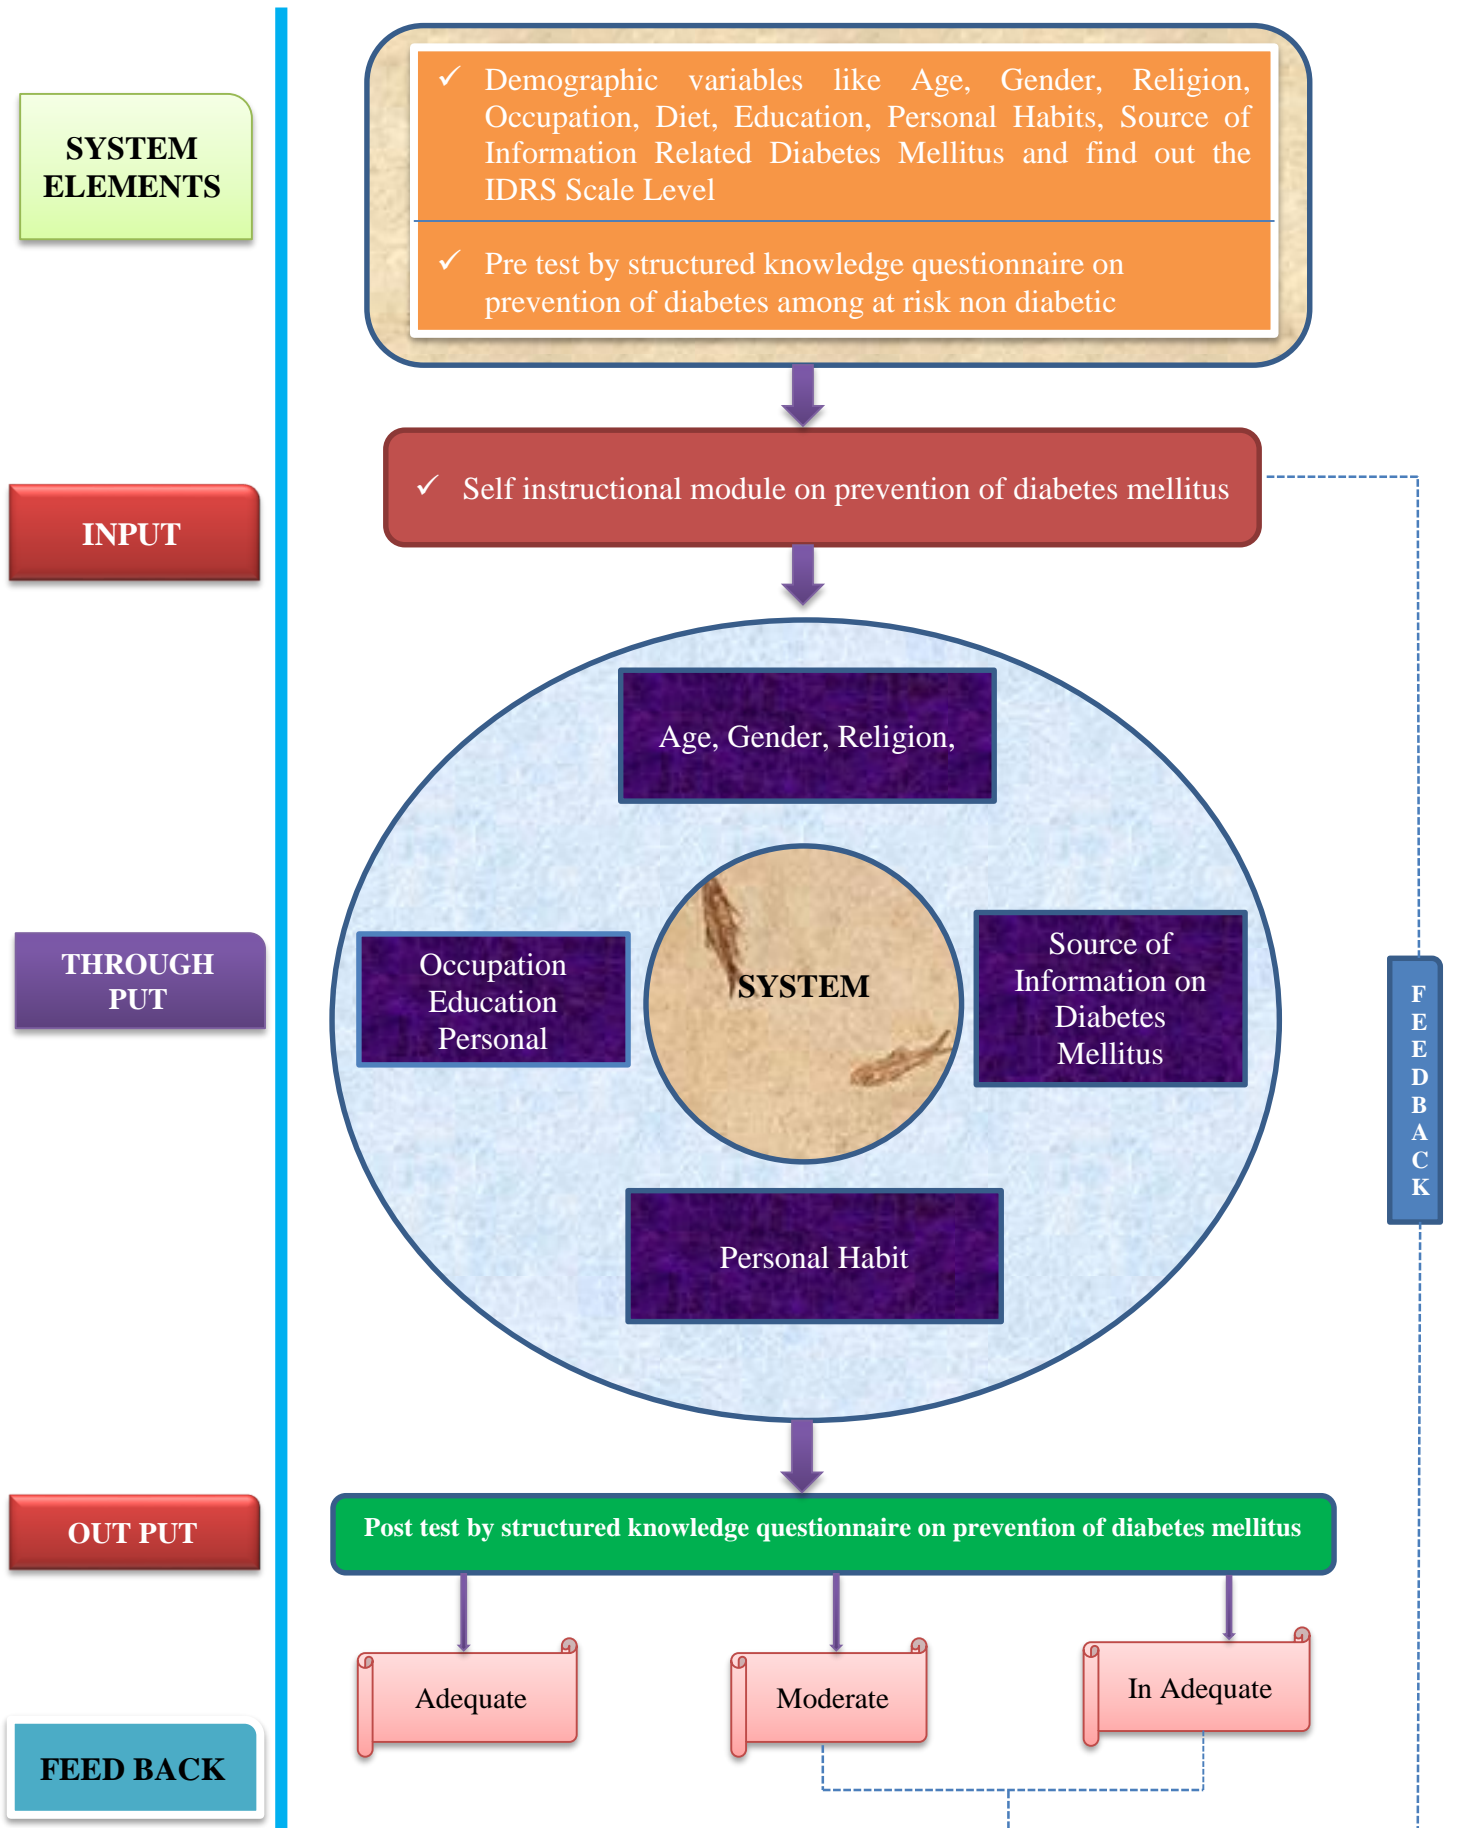 SYSTEM
ELEMENTS
✓ Demographic variables like Age, Gender, Religion,
Occupation, Diet, Education, Personal Habits, Source of
Information Related Diabetes Mellitus and find out the
IDRS Scale Level
✓ Pre test by structured knowledge questionnaire on
prevention of diabetes among at risk non diabetic
INPUT
✓ Self instructional module on prevention of diabetes mellitus
THROUGH
PUT
Age, Gender, Religion,
Occupation
Education
Personal
SYSTEM
Source of
Information on
Diabetes
Mellitus
Personal Habit
F
E
E
D
B
A
C
K
OUT PUT
Post test by structured knowledge questionnaire on prevention of diabetes mellitus
Adequate
Moderate
In Adequate
FEED BACK